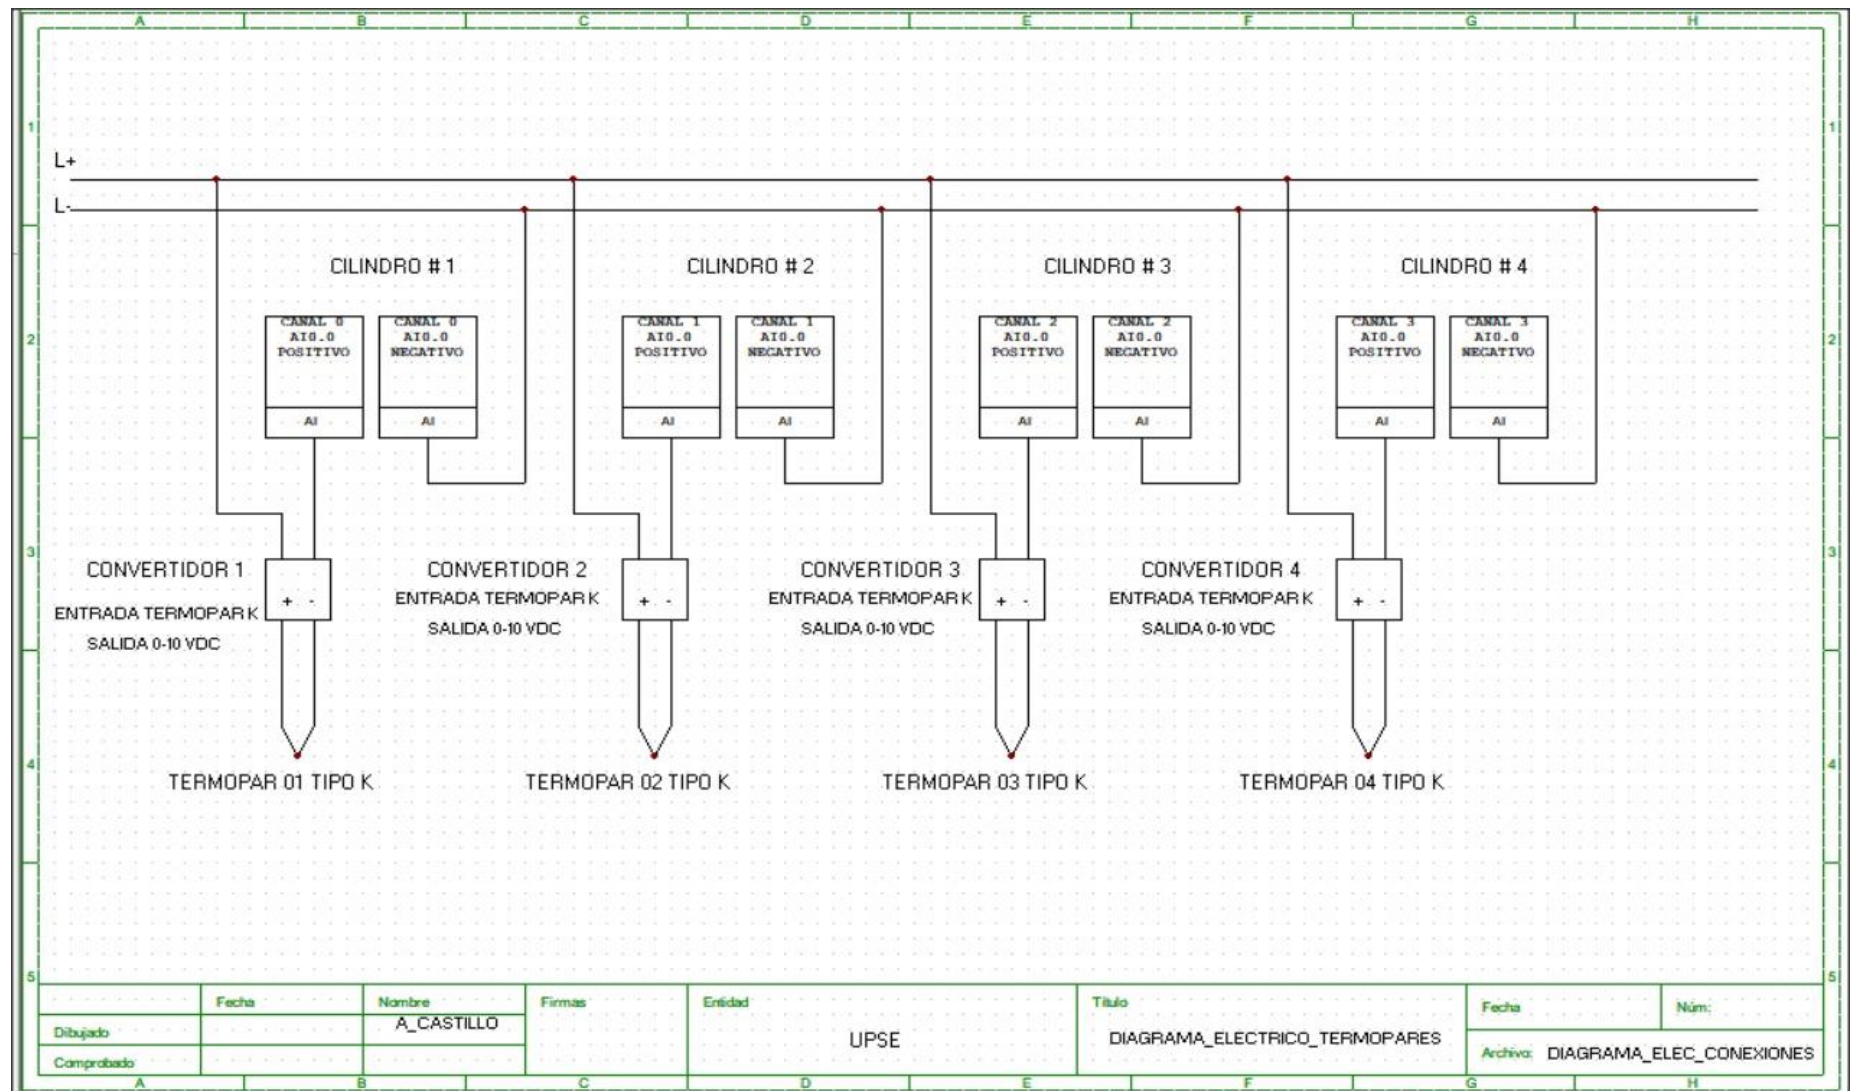 A B C D E F G H
1 1
L+
L-
CILINDRO # 1 CILINDRO # 2 CILINDRO # 3 CILINDRO # 4
CANAL 0 CANAL 0 CANAL 1 CANAL 1 CANAL 2 CANAL 2 CANAL 3 CANAL 3
2 AI0.0 AI0.0 AI0.0 AI0.0 AI0.0 AI0.0 AI0.0 AI0.0 2
POSITIVO NEGATIVO POSITIVO NEGATIVO POSITIVO NEGATIVO POSITIVO NEGATIVO
AI AI AI AI AI AI AI AI
3 3
CONVERTIDOR 1 CONVERTIDOR 2 CONVERTIDOR 3 CONVERTIDOR 4
ENTRADA TERMOPAR K + - ENTRADA TERMOPAR K + - ENTRADA TERMOPAR K + - ENTRADA TERMOPAR K + -
SALIDA 0-10 VDC SALIDA 0-10 VDC SALIDA 0-10 VDC SALIDA 0-10 VDC
4 4
TERMOPAR 01 TIPO K TERMOPAR 02 TIPO K TERMOPAR 03 TIPO K TERMOPAR 04 TIPO K
5 5
Fecha Nombre Firmas Entidad Título Fecha Núm:
Dibujado A_CASTILLO UPSE DIAGRAMA_ELECTRICO_TERMOPARES
Comprobado Archivo: DIAGRAMA_ELEC_CONEXIONES
A B C D E F G H